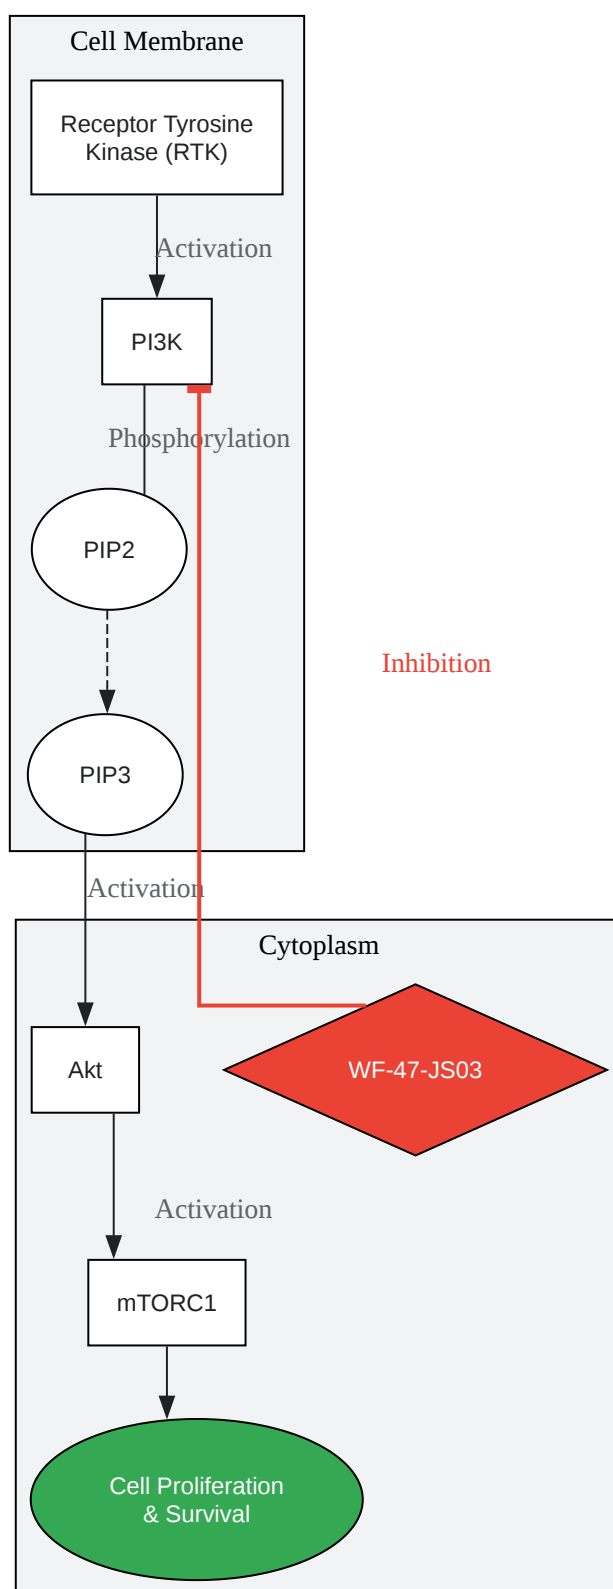 Cell Membrane
Receptor Tyrosine
Kinase (RTK)
Activation
PI3K
Phosphorylation
PIP2
Inhibition
PIP3
Activation
Cytoplasm
Akt
WF-47-JS03
Activation
mTORC1
Cell Proliferation
& Survival